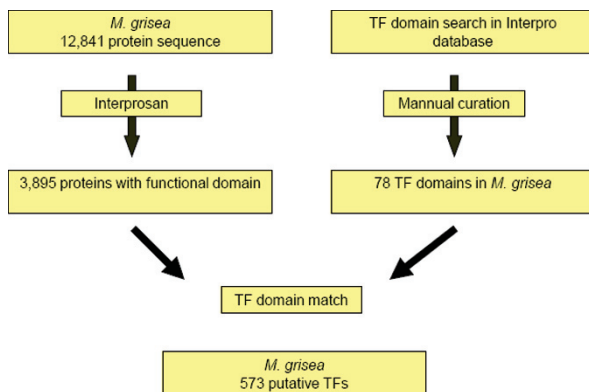 M. grisea
12,841 protein sequence
TF domain search in Interpro
database
Interprosan
Mannual curation
3,895 proteins with functional domain
78 TF domains in M. grisea
TF domain match
M. grisea
573 putative TFs